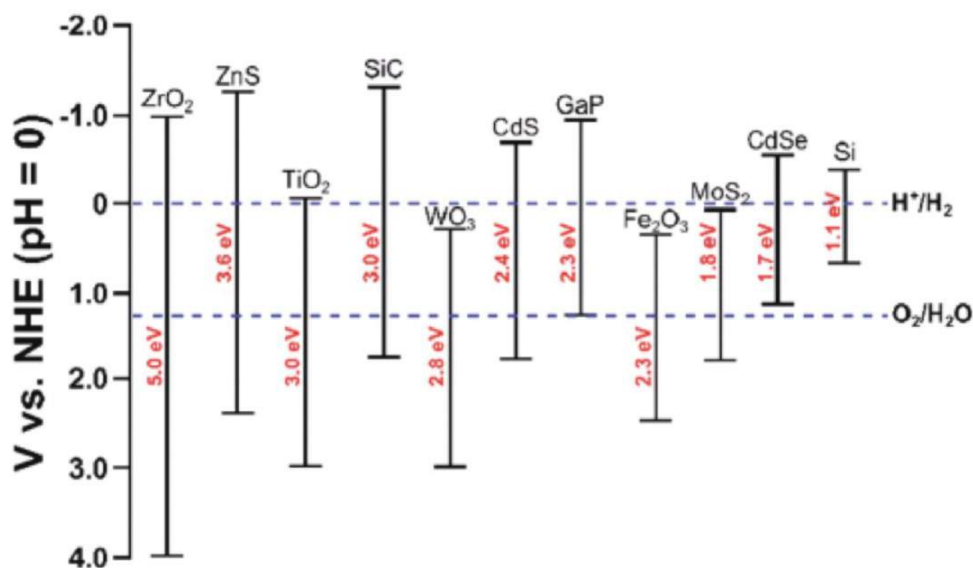 V vs. NHE (pH = 0)
-2.0
-1.0
0
1.0
2.0
3.0
4.0
ZrO₂
5.0 eV
ZnS
3.6 eV
TiO₂
3.0 eV
SiC
3.0 eV
WO₃
2.8 eV
CdS
2.4 eV
GaP
2.3 eV
Fe₂O₃
2.3 eV
MoS₂
1.8 eV
CdSe
1.7 eV
Si
1.1 eV
H⁺/H₂
O₂/H₂O